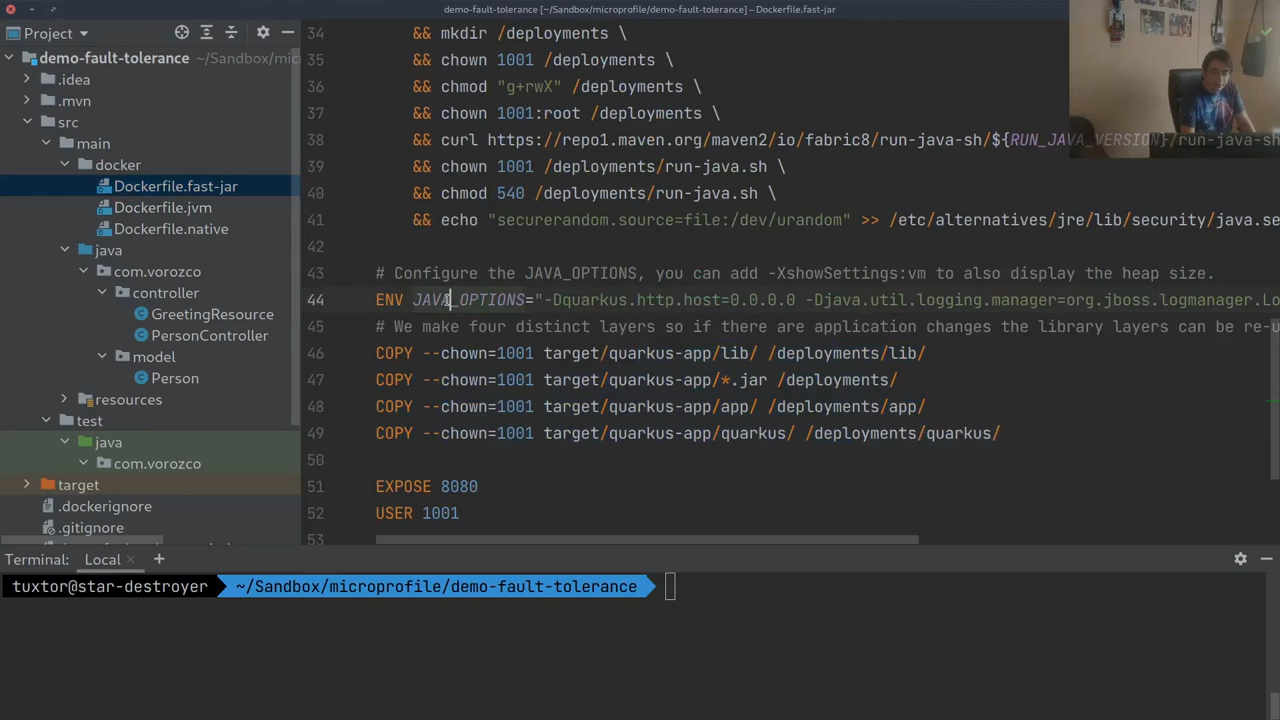 demo-fault-tolerance [~/Sandbox/microprofile/demo-fault-tolerance] – Dockerfile.fast-jar
Project
demo-fault-tolerance ~/Sandbox/mic
.idea
.mvn
src
main
docker
Dockerfile.fast-jar
Dockerfile.jvm
Dockerfile.native
java
com.vorozco
controller
GreetingResource
PersonController
model
Person
resources
test
java
com.vorozco
target
.dockerignore
.gitignore
34 && mkdir /deployments \
35 && chown 1001 /deployments \
36 && chmod "g+rwX" /deployments \
37 && chown 1001:root /deployments \
38 && curl https://repo1.maven.org/maven2/io/fabric8/run-java-sh/${RUN_JAVA_VERSION}/run-java-sh
39 && chown 1001 /deployments/run-java.sh \
40 && chmod 540 /deployments/run-java.sh \
41 && echo "securerandom.source=file:/dev/urandom" >> /etc/alternatives/jre/lib/security/java.se
42
43 # Configure the JAVA_OPTIONS, you can add -XshowSettings:vm to also display the heap size.
44 ENV JAVA_OPTIONS="-Dquarkus.http.host=0.0.0.0 -Djava.util.logging.manager=org.jboss.logmanager.Lo
45 # We make four distinct layers so if there are application changes the library layers can be re-u
46 COPY --chown=1001 target/quarkus-app/lib/ /deployments/lib/
47 COPY --chown=1001 target/quarkus-app/*.jar /deployments/
48 COPY --chown=1001 target/quarkus-app/app/ /deployments/app/
49 COPY --chown=1001 target/quarkus-app/quarkus/ /deployments/quarkus/
50
51 EXPOSE 8080
52 USER 1001
53
Terminal: Local
tuxtor@star-destroyer ~/Sandbox/microprofile/demo-fault-tolerance